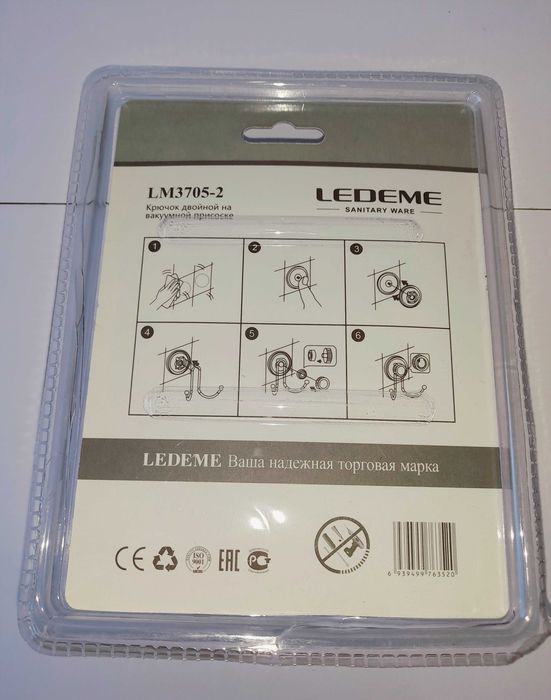 LM3705-2
Крючок двойной на
вакуумной присоске
LEDEME
SANITARY WARE
1
2
3
4
5
6
LEDEME Ваша надежная торговая марка
CE
ISO
9001
EAC
6 939499 763520